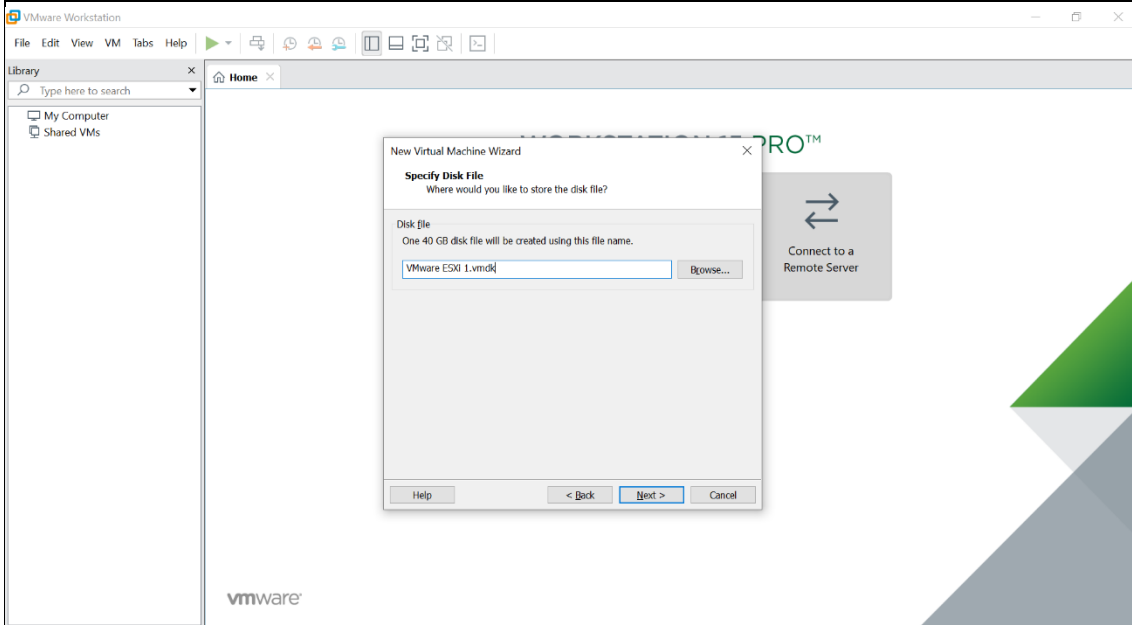 VMware Workstation
File Edit View VM Tabs Help
Library
Home
Type here to search
My Computer
Shared VMs
PRO™
New Virtual Machine Wizard
Specify Disk File
Where would you like to store the disk file?
Disk file
One 40 GB disk file will be created using this file name.
VMware ESXi 1.vmdk
Browse...
Connect to a
Remote Server
Help
< Back
Next >
Cancel
vmware